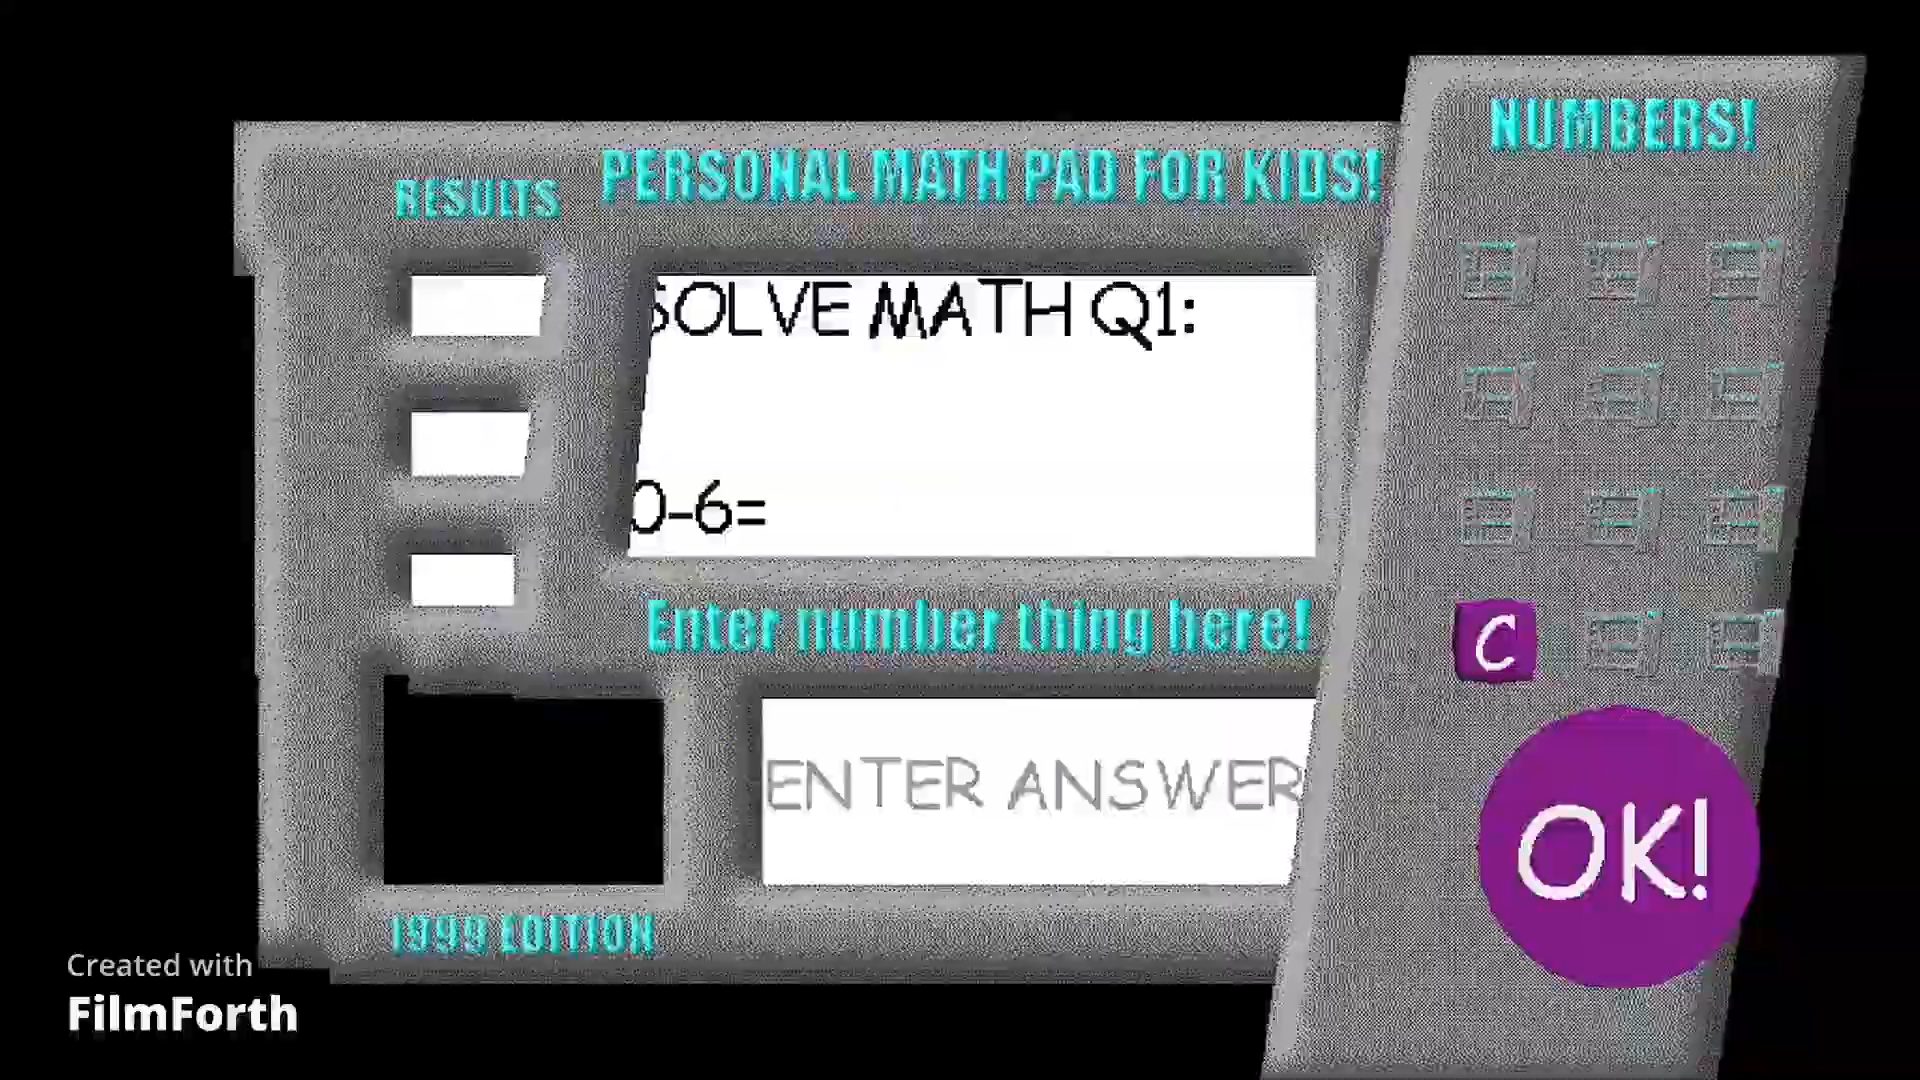 NUMBERS!
PERSONAL MATH PAD FOR KIDS!
RESULTS
SOLVE MATH Q1:
0-6=
Enter number thing here!
C
ENTER ANSWER
OK!
1999 EDITION
Created with
FilmForth